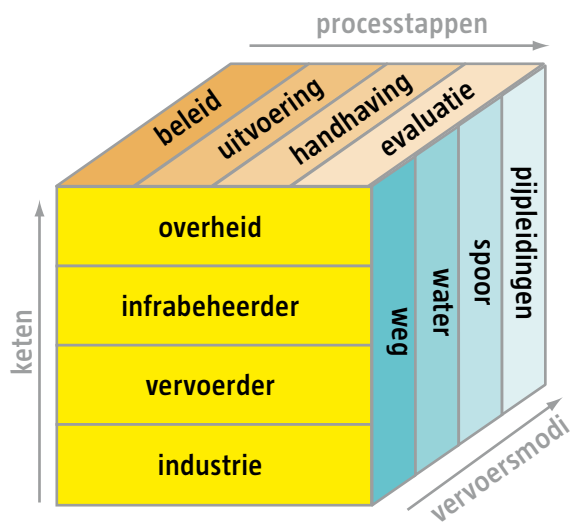 processtappen
beleid
uitvoering
handhaving
evaluatie
keten
overheid
infrabeheerder
vervoerder
industrie
weg
water
spoor
pijpleidingen
vervoersmodi